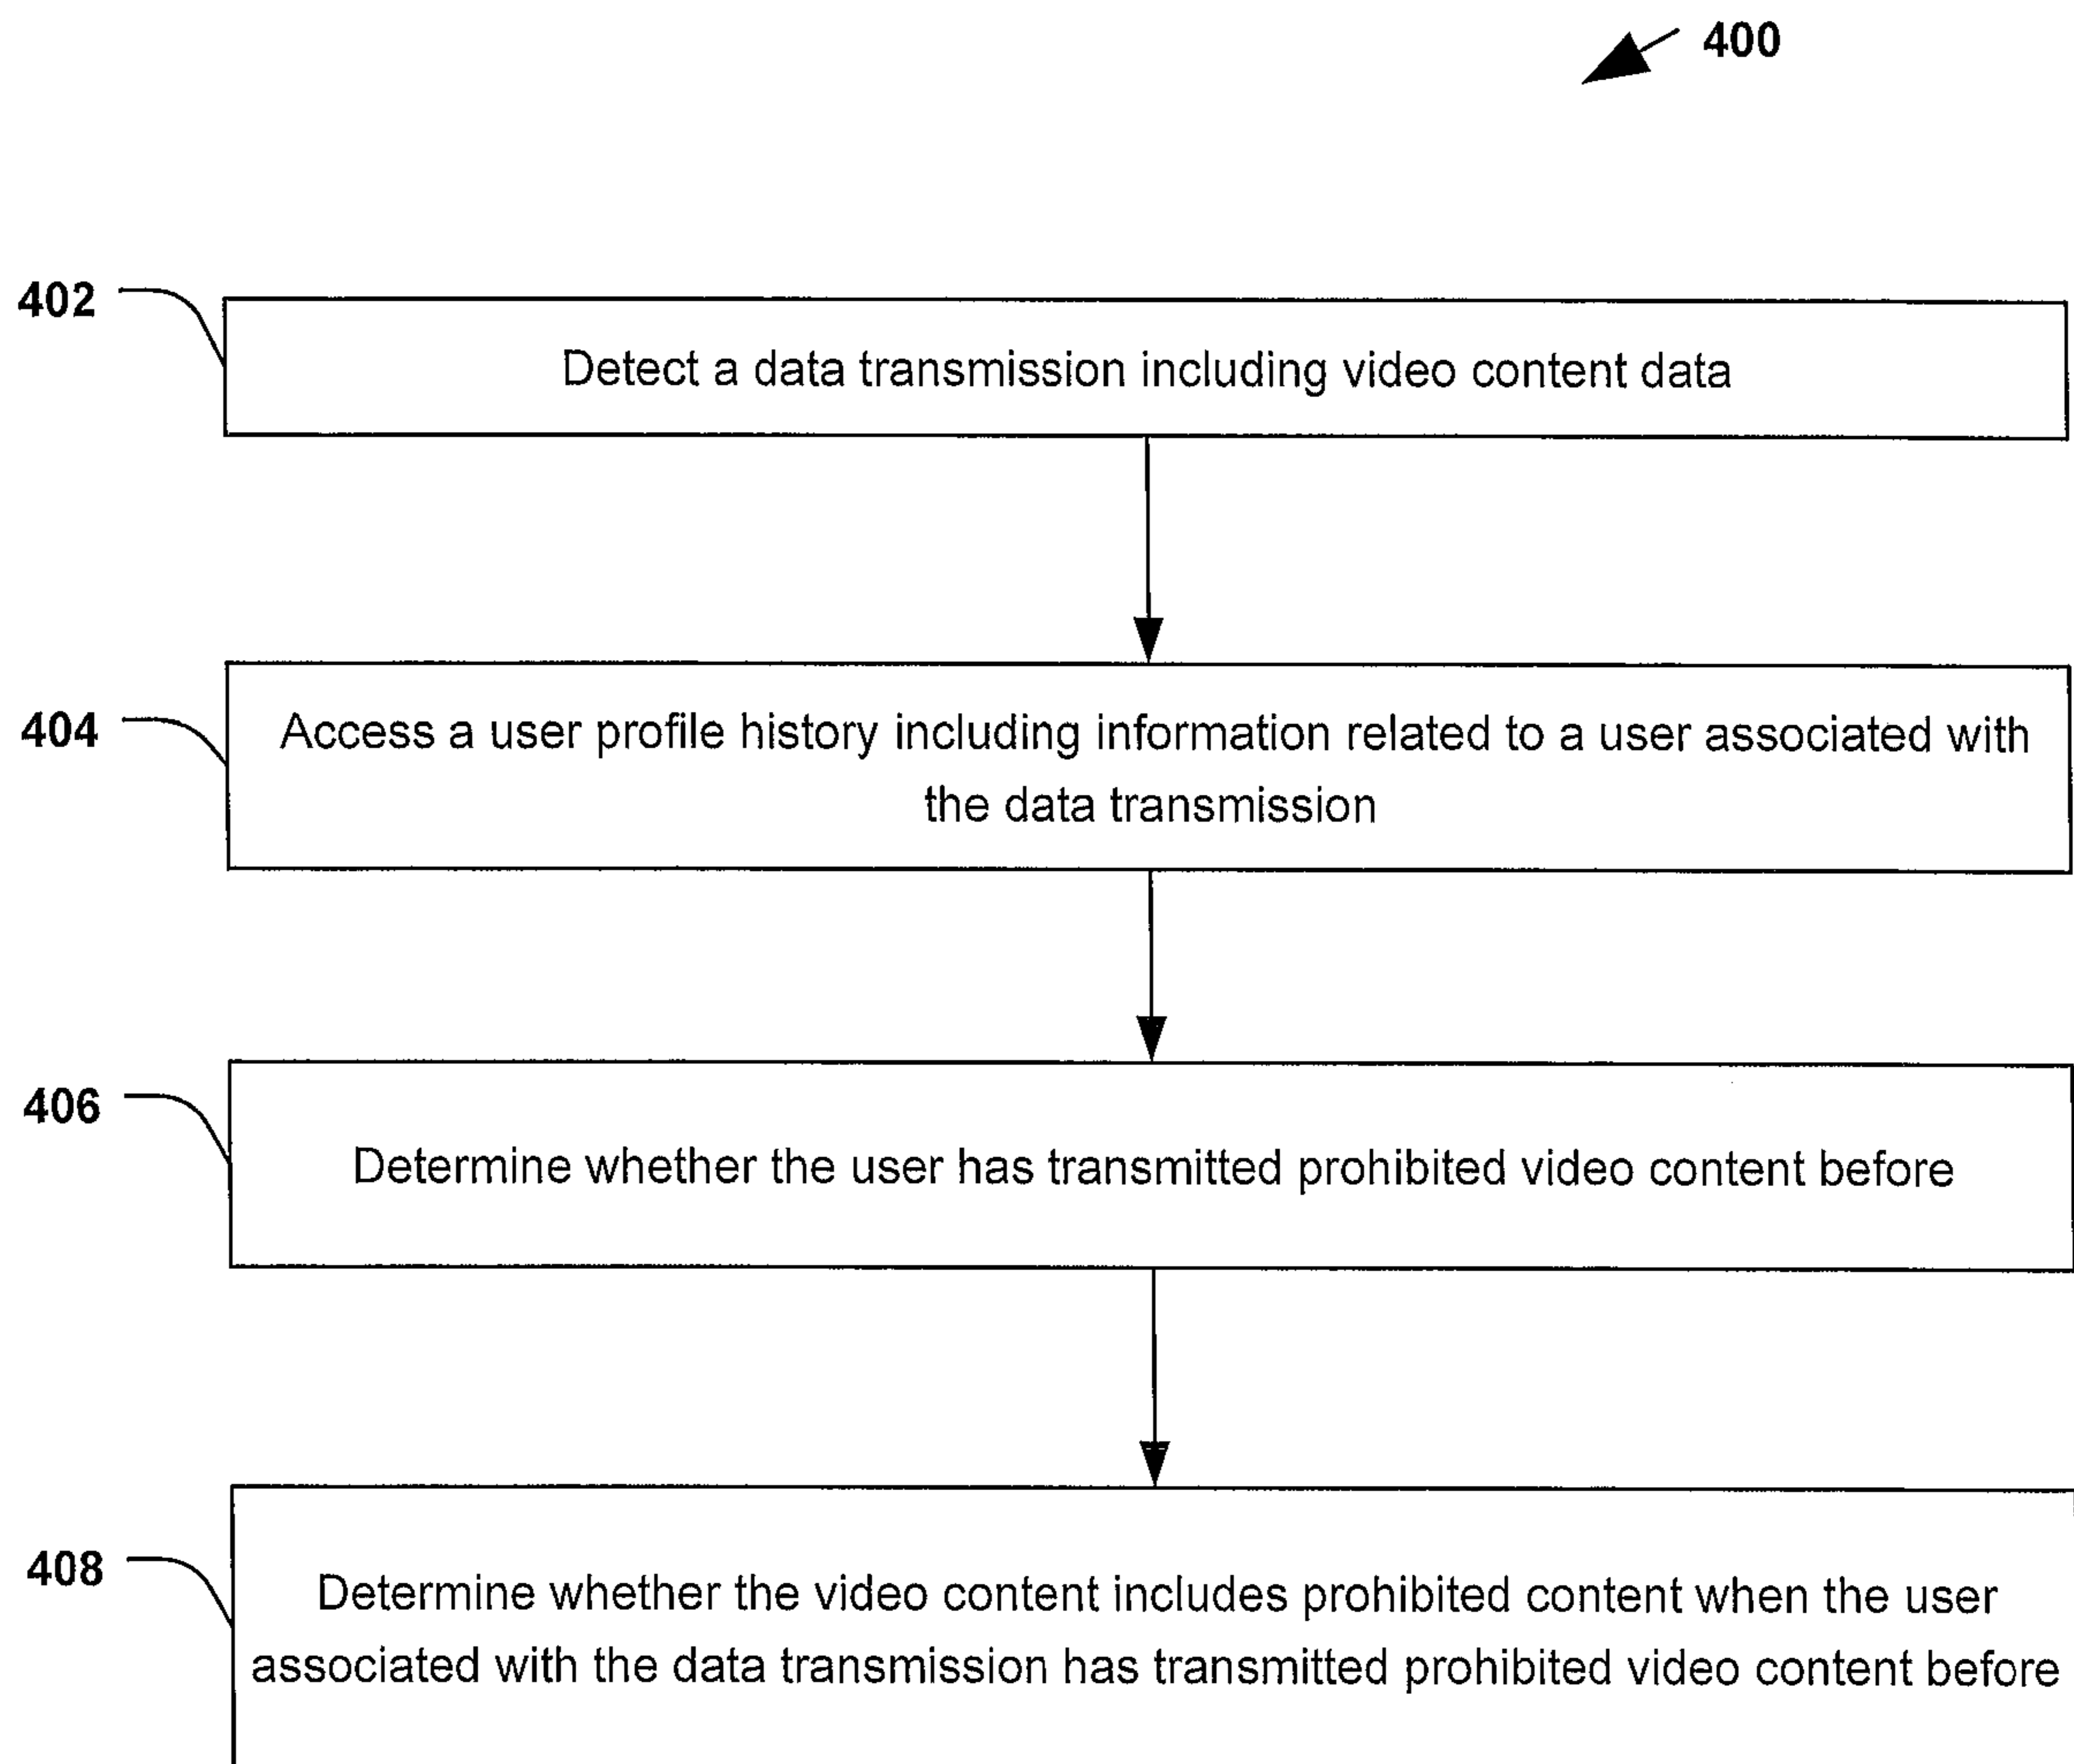 400
402
Detect a data transmission including video content data
404
Access a user profile history including information related to a user associated with
the data transmission
406
Determine whether the user has transmitted prohibited video content before
408
Determine whether the video content includes prohibited content when the user
associated with the data transmission has transmitted prohibited video content before